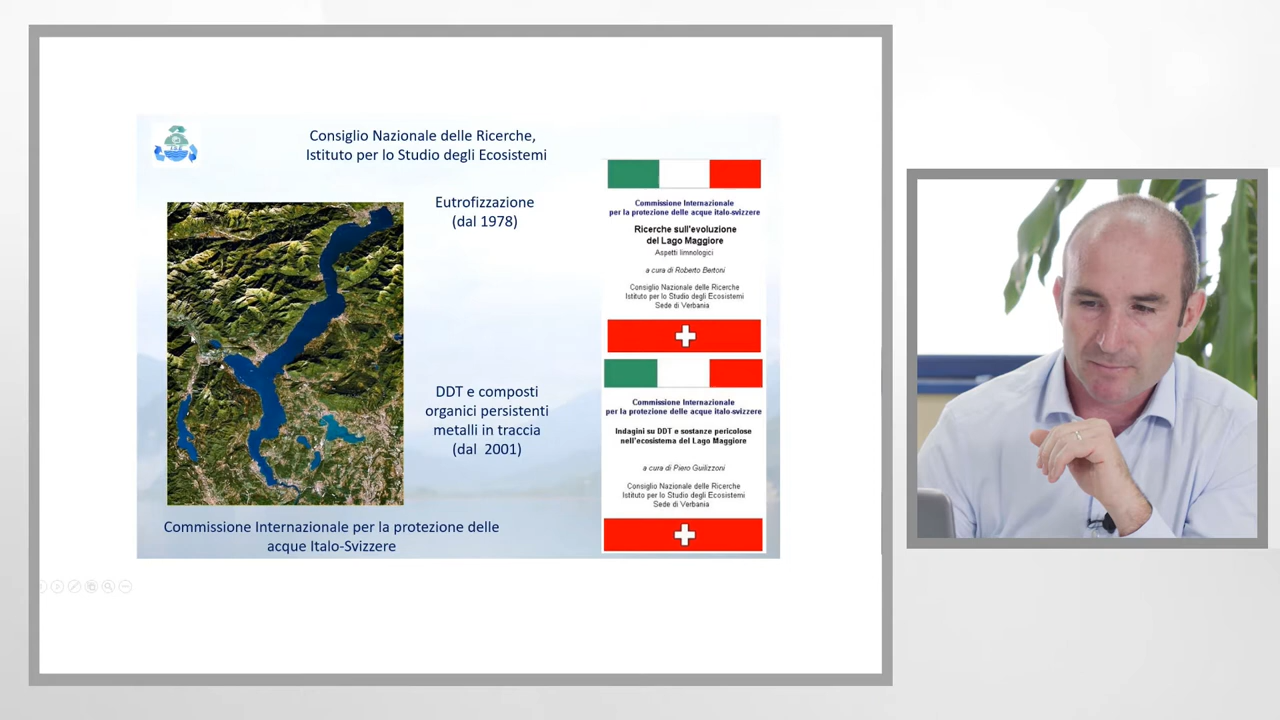 Consiglio Nazionale delle Ricerche,
Istituto per lo Studio degli Ecosistemi
Eutrofizzazione
(dal 1978)
DDT e composti
organici persistenti
metalli in traccia
(dal 2001)
Commissione Internazionale per la protezione delle
acque Italo-Svizzere
Commissione Internazionale
per la protezione delle acque italo-svizzere
Ricerche sull'evoluzione
del Lago Maggiore
Aspetti limnologici
a cura di Roberto Bertoni
Consiglio Nazionale delle Ricerche
Istituto per lo Studio degli Ecosistemi
Sede di Verbania
Commissione Internazionale
per la protezione delle acque italo-svizzere
Indagini su DDT e sostanze pericolose
nell'ecosistema del Lago Maggiore
a cura di Piero Guilizzoni
Consiglio Nazionale delle Ricerche
Istituto per lo Studio degli Ecosistemi
Sede di Verbania